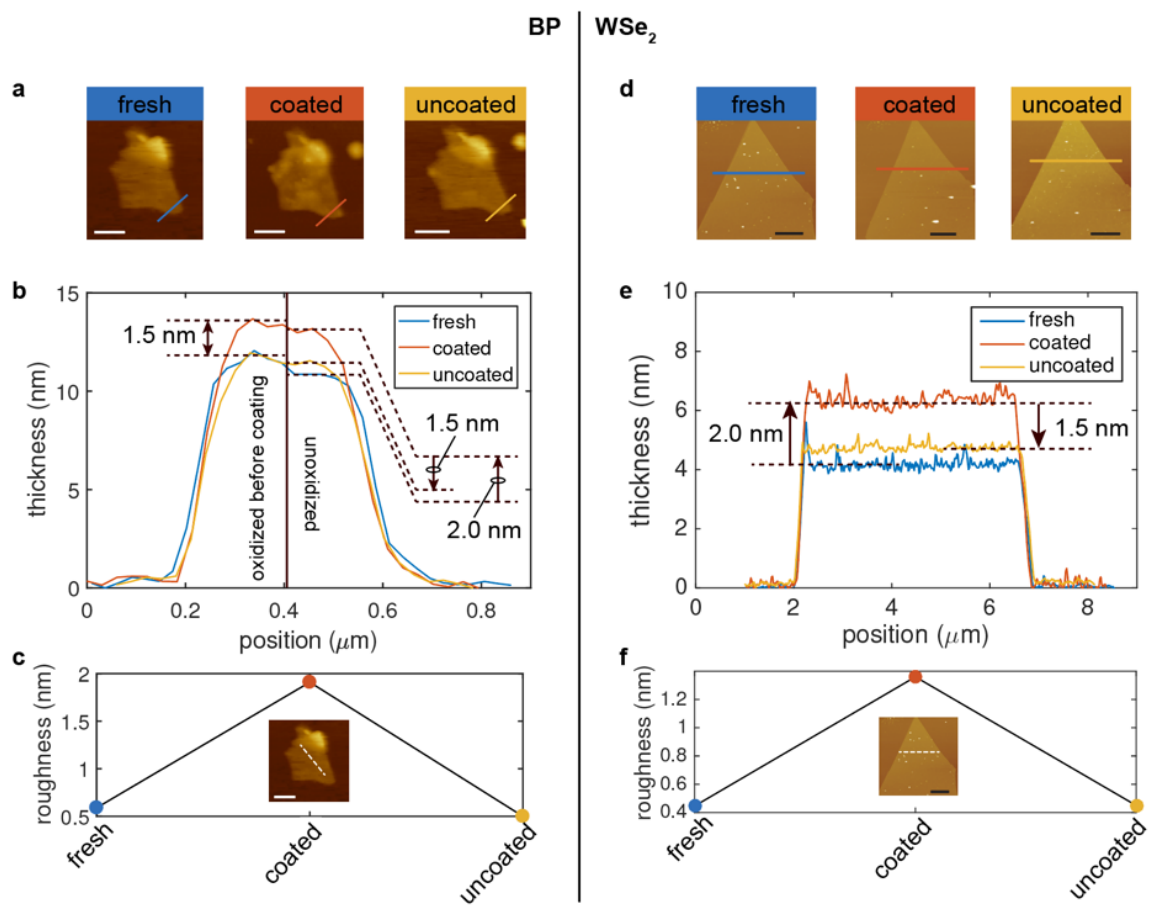 BP
WSe₂
a
fresh
coated
uncoated
d
fresh
coated
uncoated
b
15
10
5
0
thickness (nm)
0
0.2
0.4
0.6
0.8
position (μm)
1.5 nm
oxidized before coating
unoxidized
fresh
coated
uncoated
1.5 nm
2.0 nm
e
10
8
6
4
2
0
thickness (nm)
0
2
4
6
8
position (μm)
fresh
coated
uncoated
2.0 nm
1.5 nm
c
2
1.5
1
0.5
roughness (nm)
fresh
coated
uncoated
f
1.2
1
0.8
0.6
0.4
roughness (nm)
fresh
coated
uncoated